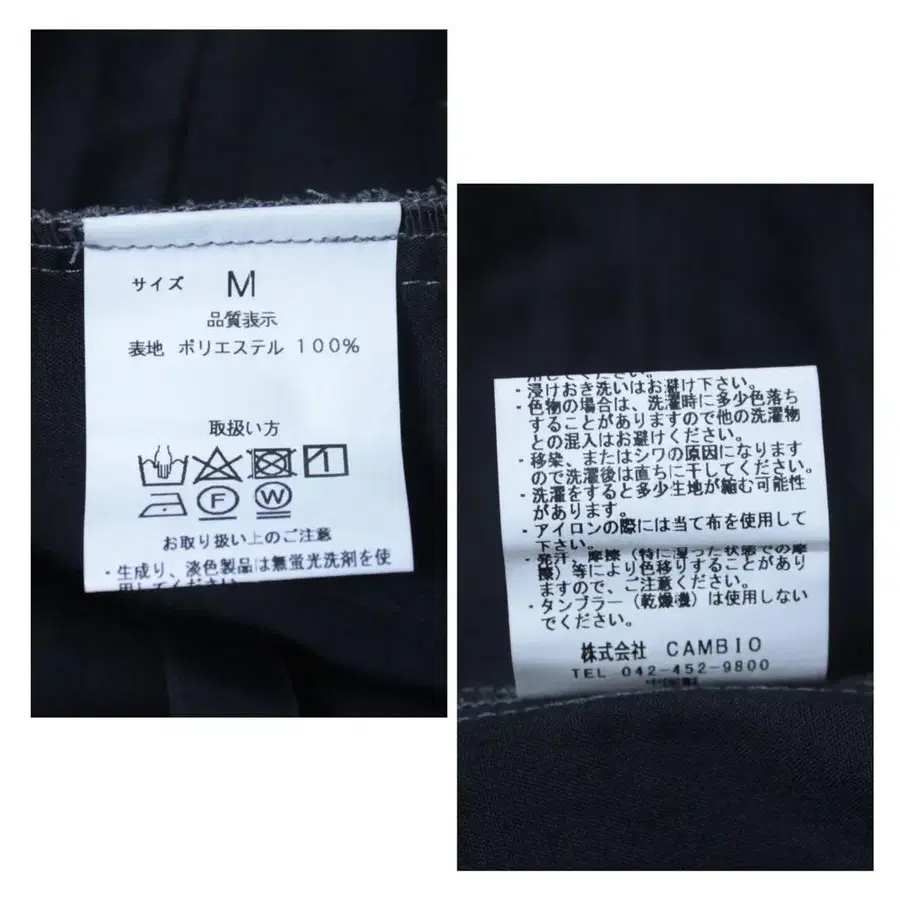 サイズ M
品質表示
表地 ポリエステル 100%
取扱い方
F W
お取り扱い上のご注意
・生成り、淡色製品は無蛍光洗剤を使
用してください。
・浸けおき洗いはお避け下さい。
・色物の場合は、洗濯時に多少色落ち
することがありますので他の洗濯物
との混入はお避けください。
・移染、またはシワの原因になります
ので洗濯後は直ちに干してください。
・洗濯をすると多少生地が縮む可能性
があります。
・アイロンの際には当て布を使用して
下さい。
・発汗、摩擦（特に湿った状態での摩
擦）等により色移りすることがあり
ますので、ご注意ください。
・タンブラー（乾燥機）は使用しない
でください。
株式会社 CAMBIO
TEL 042-452-9800
中国製